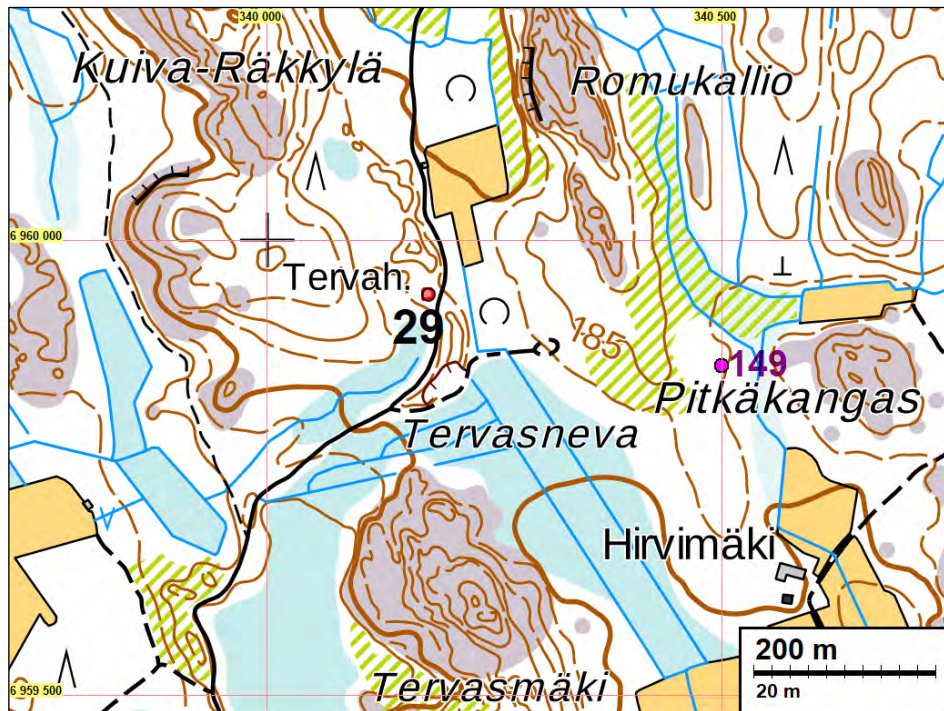 340 000
340 500
Kuiva-Räkkylä
Romukallio
6 960 000
Tervah.
29
185
149
Pitkäkangas
Tervasneva
Hirvimäki
200 m
20 m
6 959 500
Tervasmäki